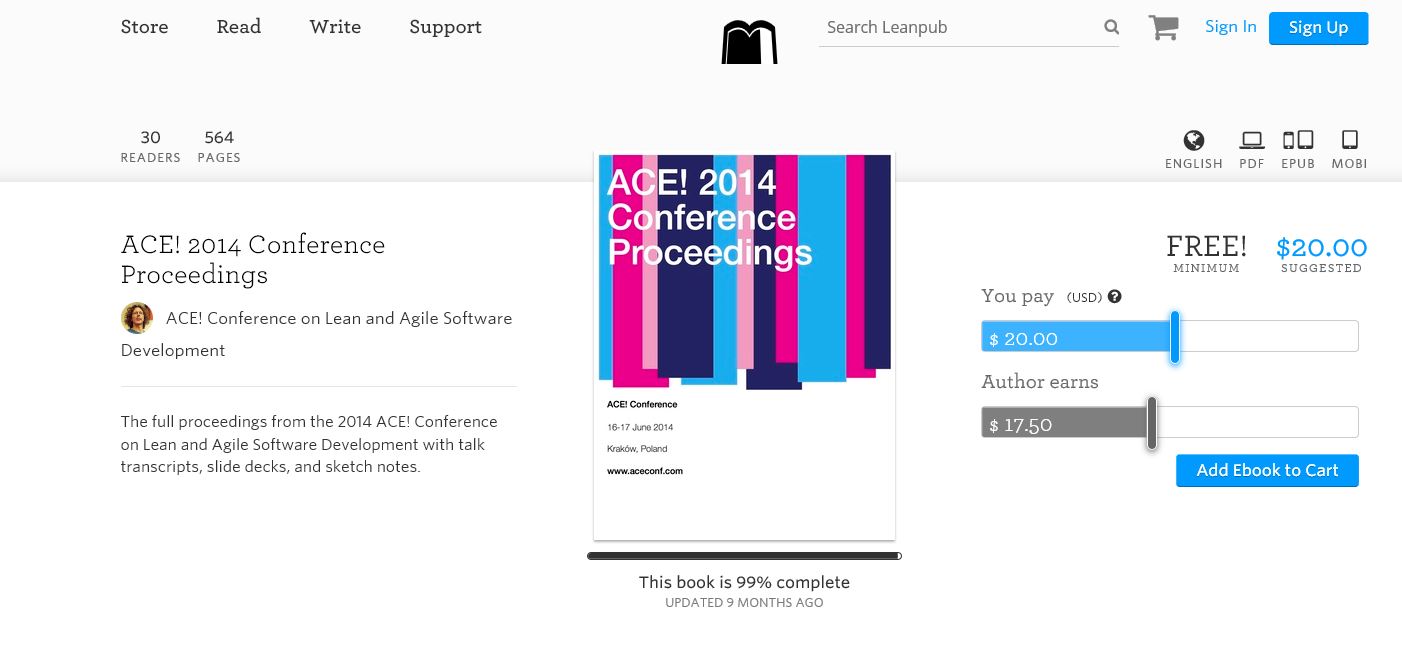 Store Read Write Support
Search Leanpub
Sign In Sign Up
30 564
READERS PAGES
ENGLISH PDF EPUB MOBI
ACE! 2014 Conference
Proceedings
ACE! Conference on Lean and Agile Software
Development
The full proceedings from the 2014 ACE! Conference
on Lean and Agile Software Development with talk
transcripts, slide decks, and sketch notes.
ACE! 2014
Conference
Proceedings
ACE! Conference
16-17 June 2014
Kraków, Poland
www.aceconf.com
This book is 99% complete
UPDATED 9 MONTHS AGO
FREE! $20.00
MINIMUM SUGGESTED
You pay (USD) ?
$ 20.00
Author earns
$ 17.50
Add Ebook to Cart